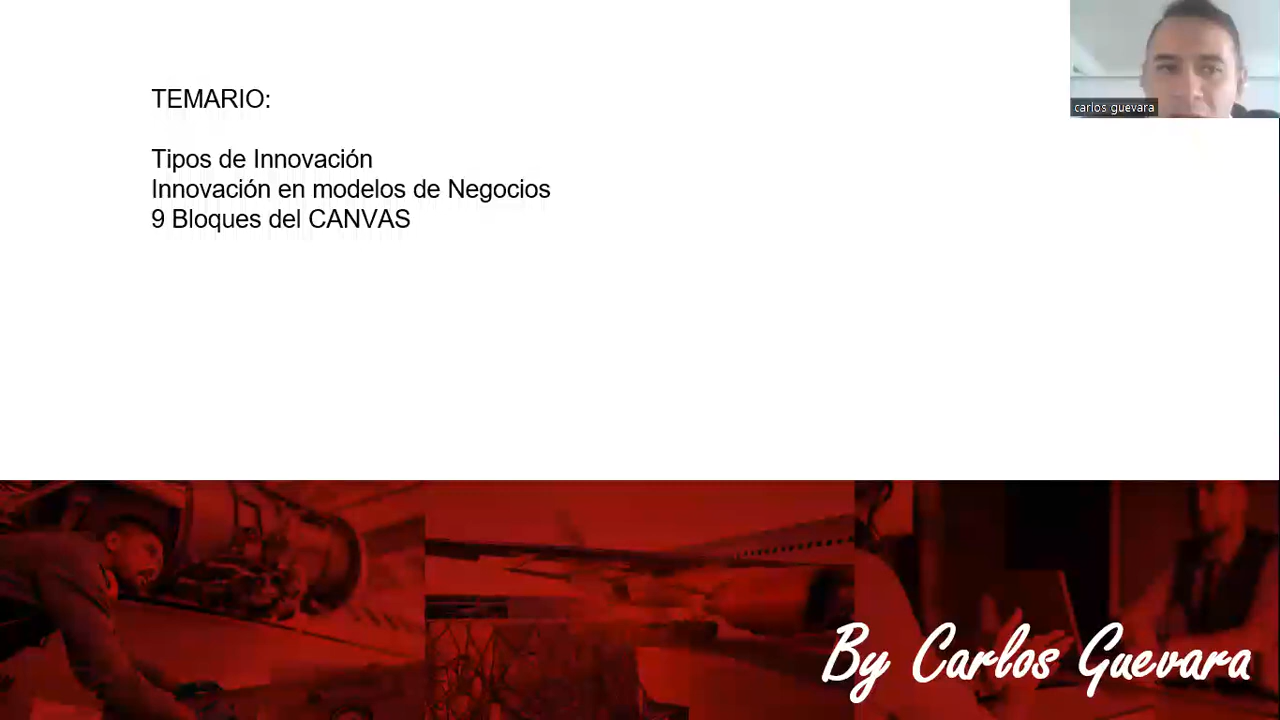 TEMARIO:
Tipos de Innovación
Innovación en modelos de Negocios
9 Bloques del CANVAS
carlos guevara
By Carlos Guevara